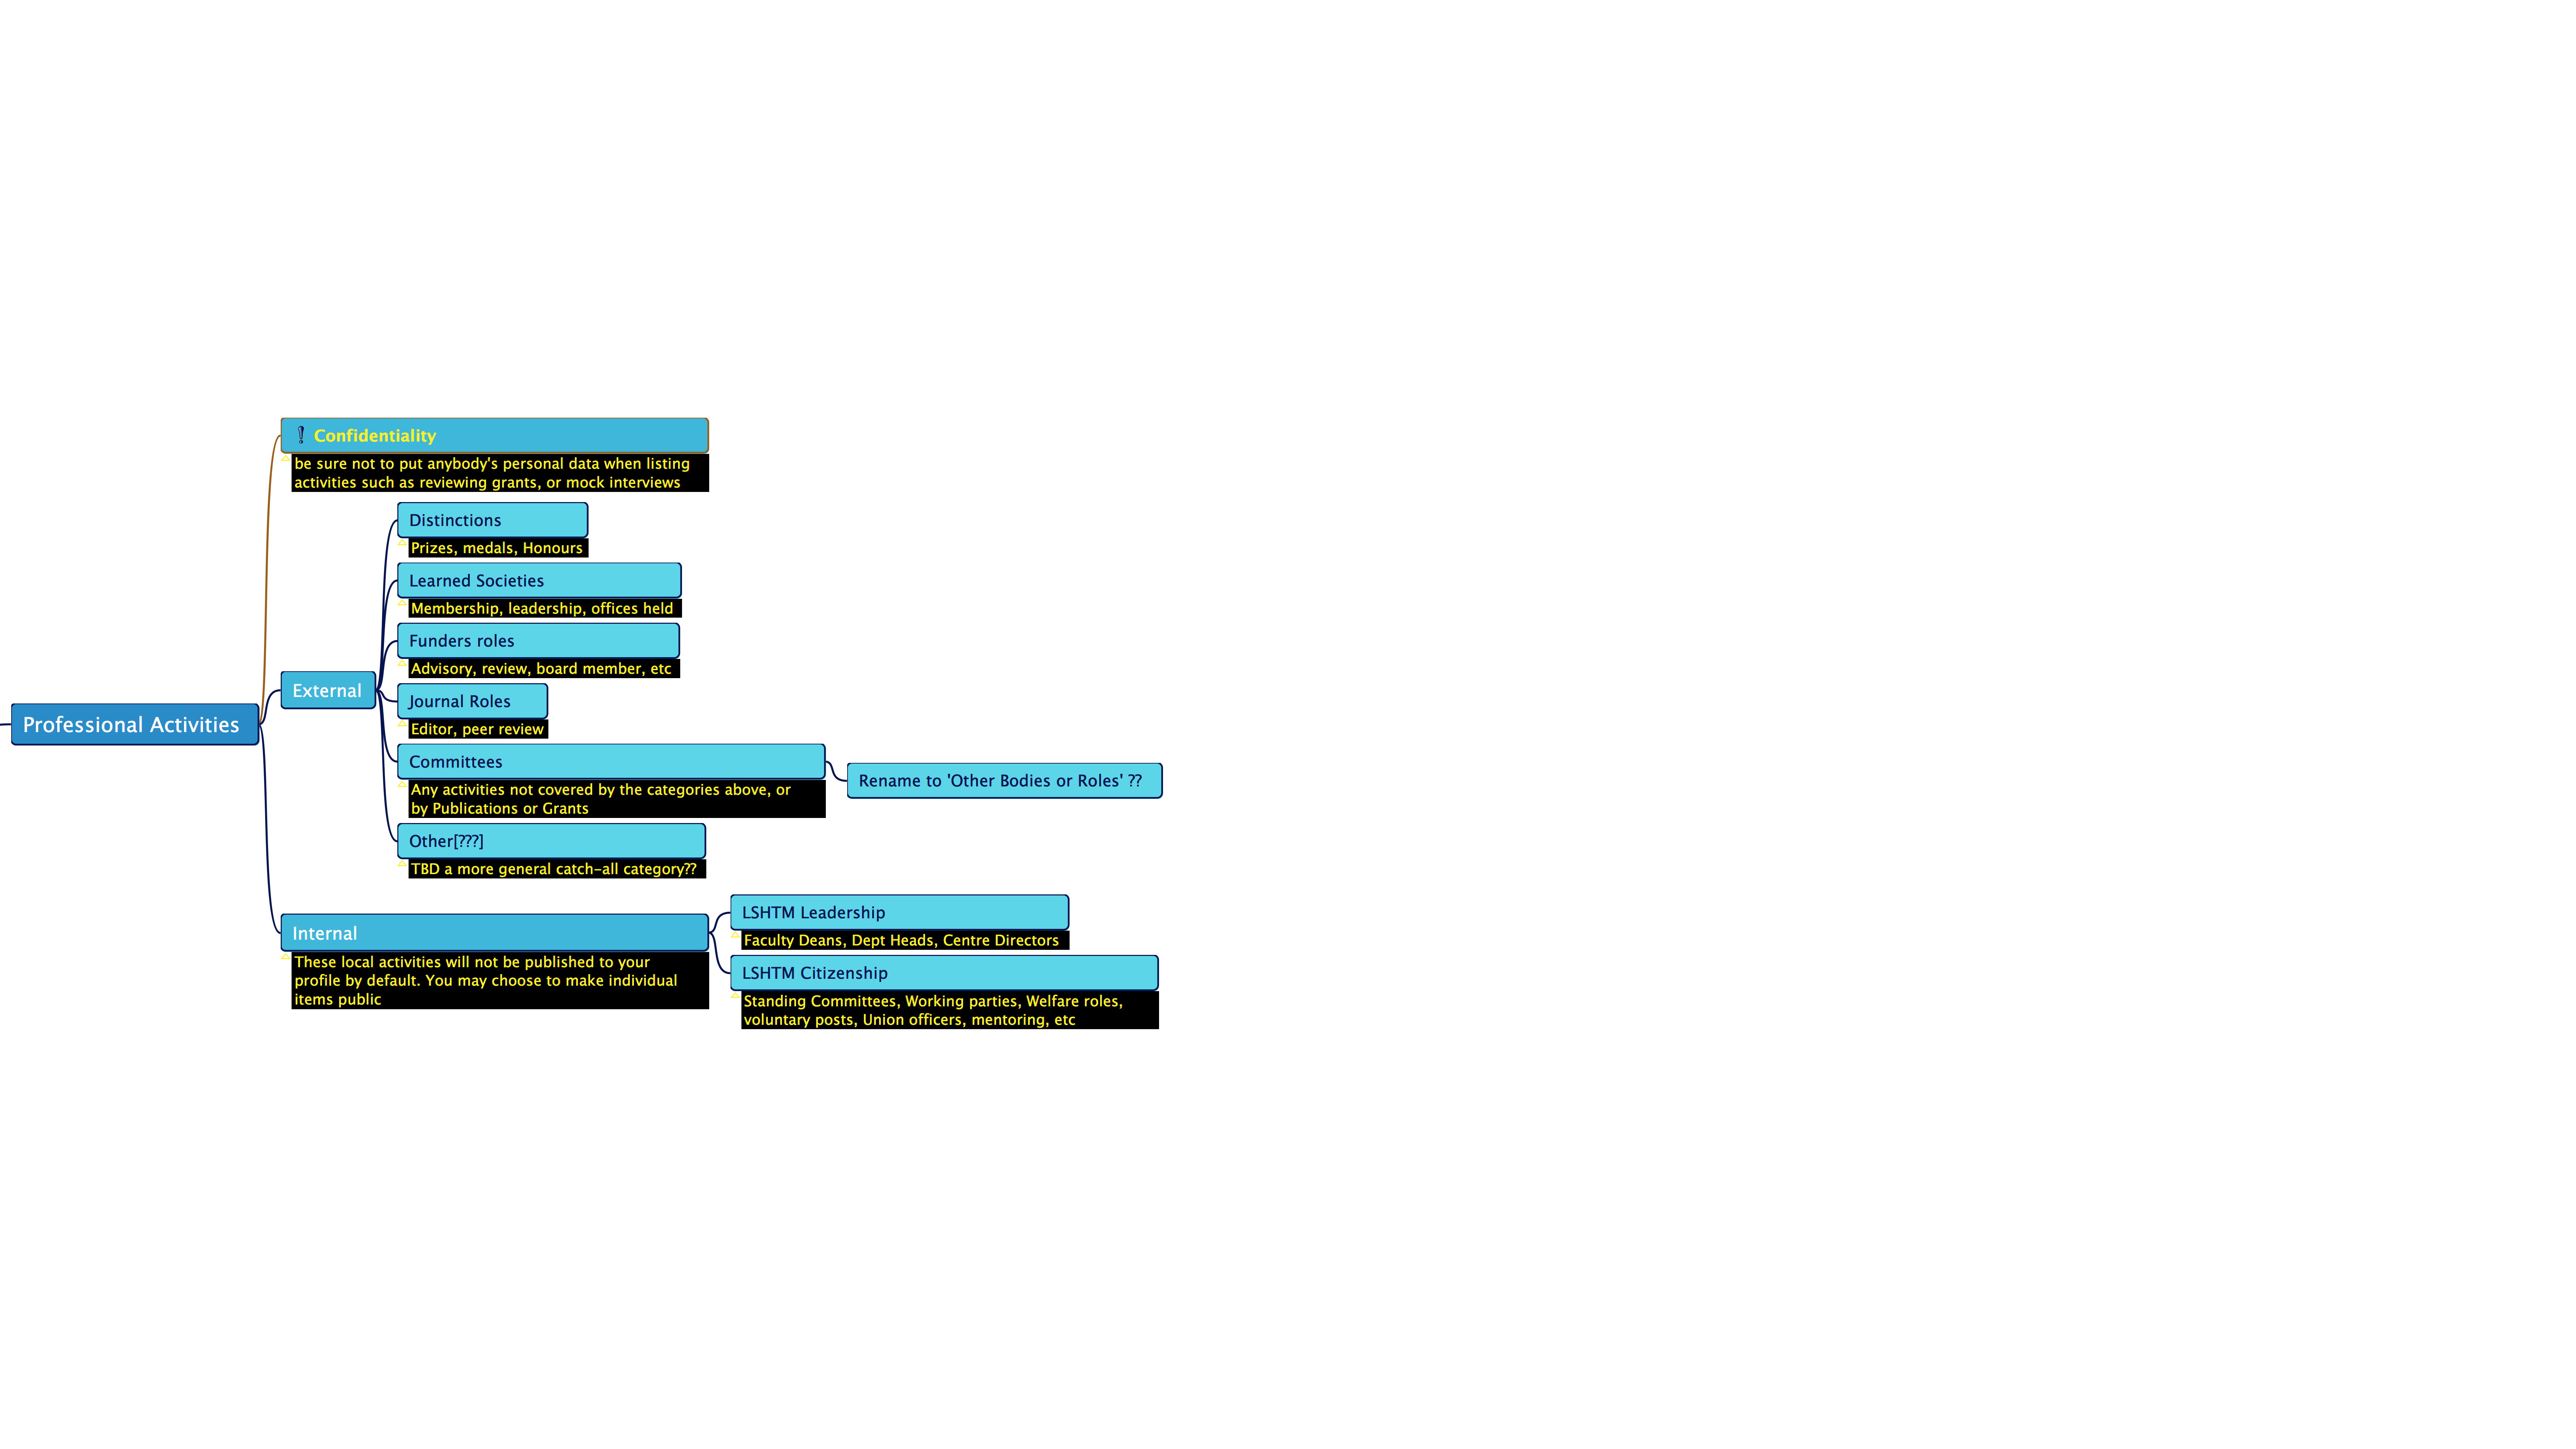 ! Confidentiality
be sure not to put anybody's personal data when listing
activities such as reviewing grants, or mock interviews
Distinctions
Prizes, medals, Honours
Learned Societies
Membership, leadership, offices held
Funders roles
Advisory, review, board member, etc
External
Journal Roles
Editor, peer review
Professional Activities
Committees
Any activities not covered by the categories above, or
by Publications or Grants
Rename to 'Other Bodies or Roles' ??
Other[???]
TBD a more general catch-all category??
Internal
These local activities will not be published to your
profile by default. You may choose to make individual
items public
LSHTM Leadership
Faculty Deans, Dept Heads, Centre Directors
LSHTM Citizenship
Standing Committees, Working parties, Welfare roles,
voluntary posts, Union officers, mentoring, etc